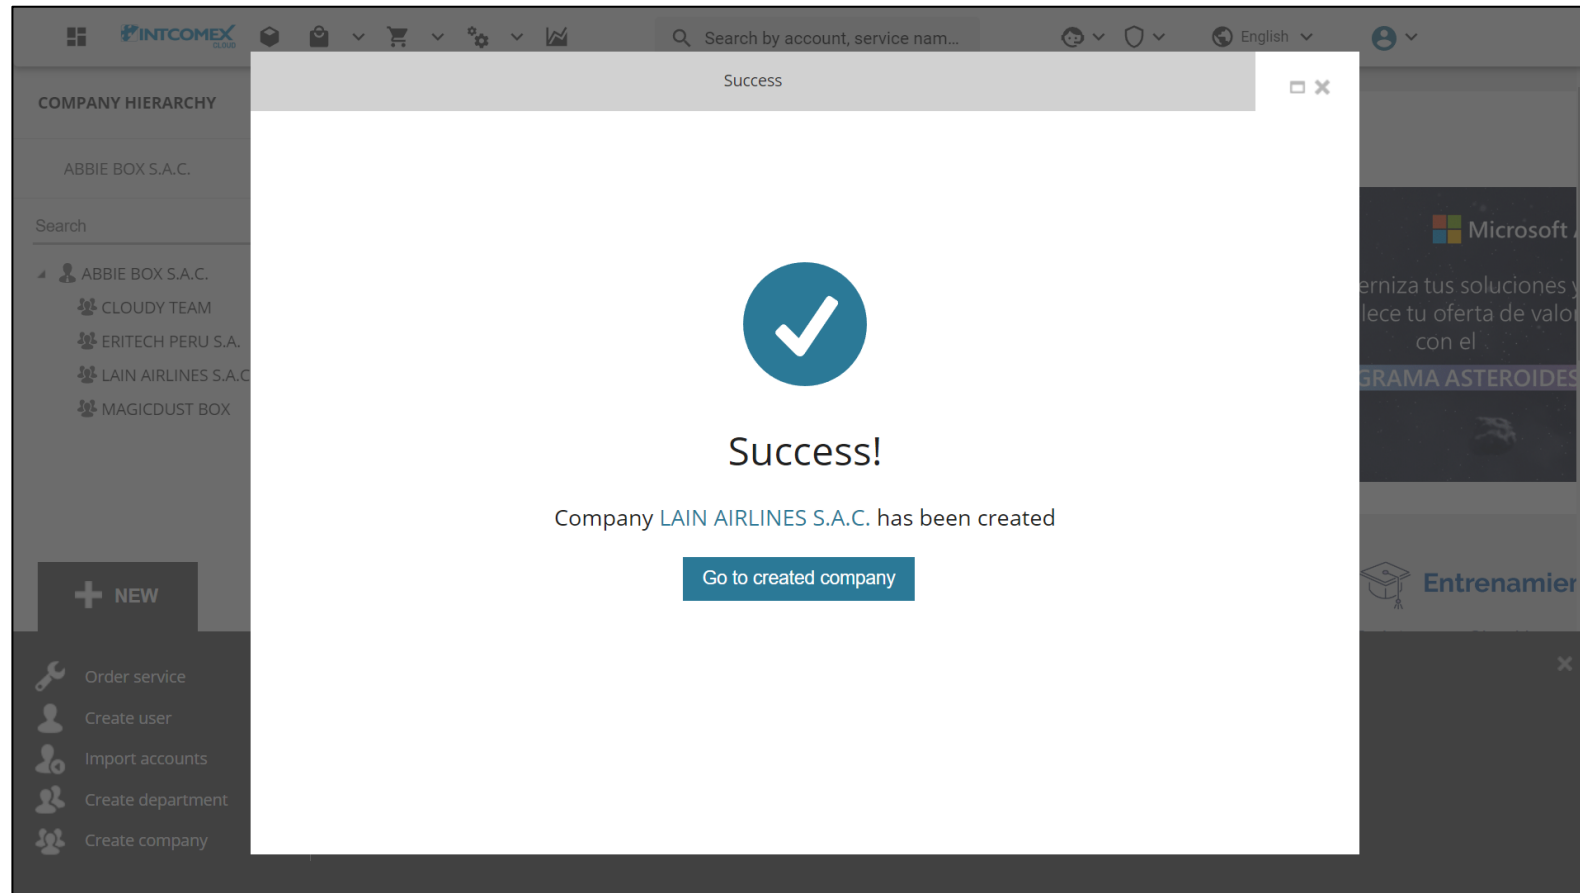 INTCOMEX
CLOUD
Search by account, service nam...
English
Success
COMPANY HIERARCHY
ABBIE BOX S.A.C.
Search
ABBIE BOX S.A.C.
CLOUDY TEAM
ERITECH PERU S.A.
LAIN AIRLINES S.A.C
MAGICDUST BOX
Success!
Company LAIN AIRLINES S.A.C. has been created
Go to created company
Microsoft
erniza tus soluciones y
lece tu oferta de valor
con el
GRAMA ASTEROIDES
Entrenamier
NEW
Order service
Create user
Import accounts
Create department
Create company